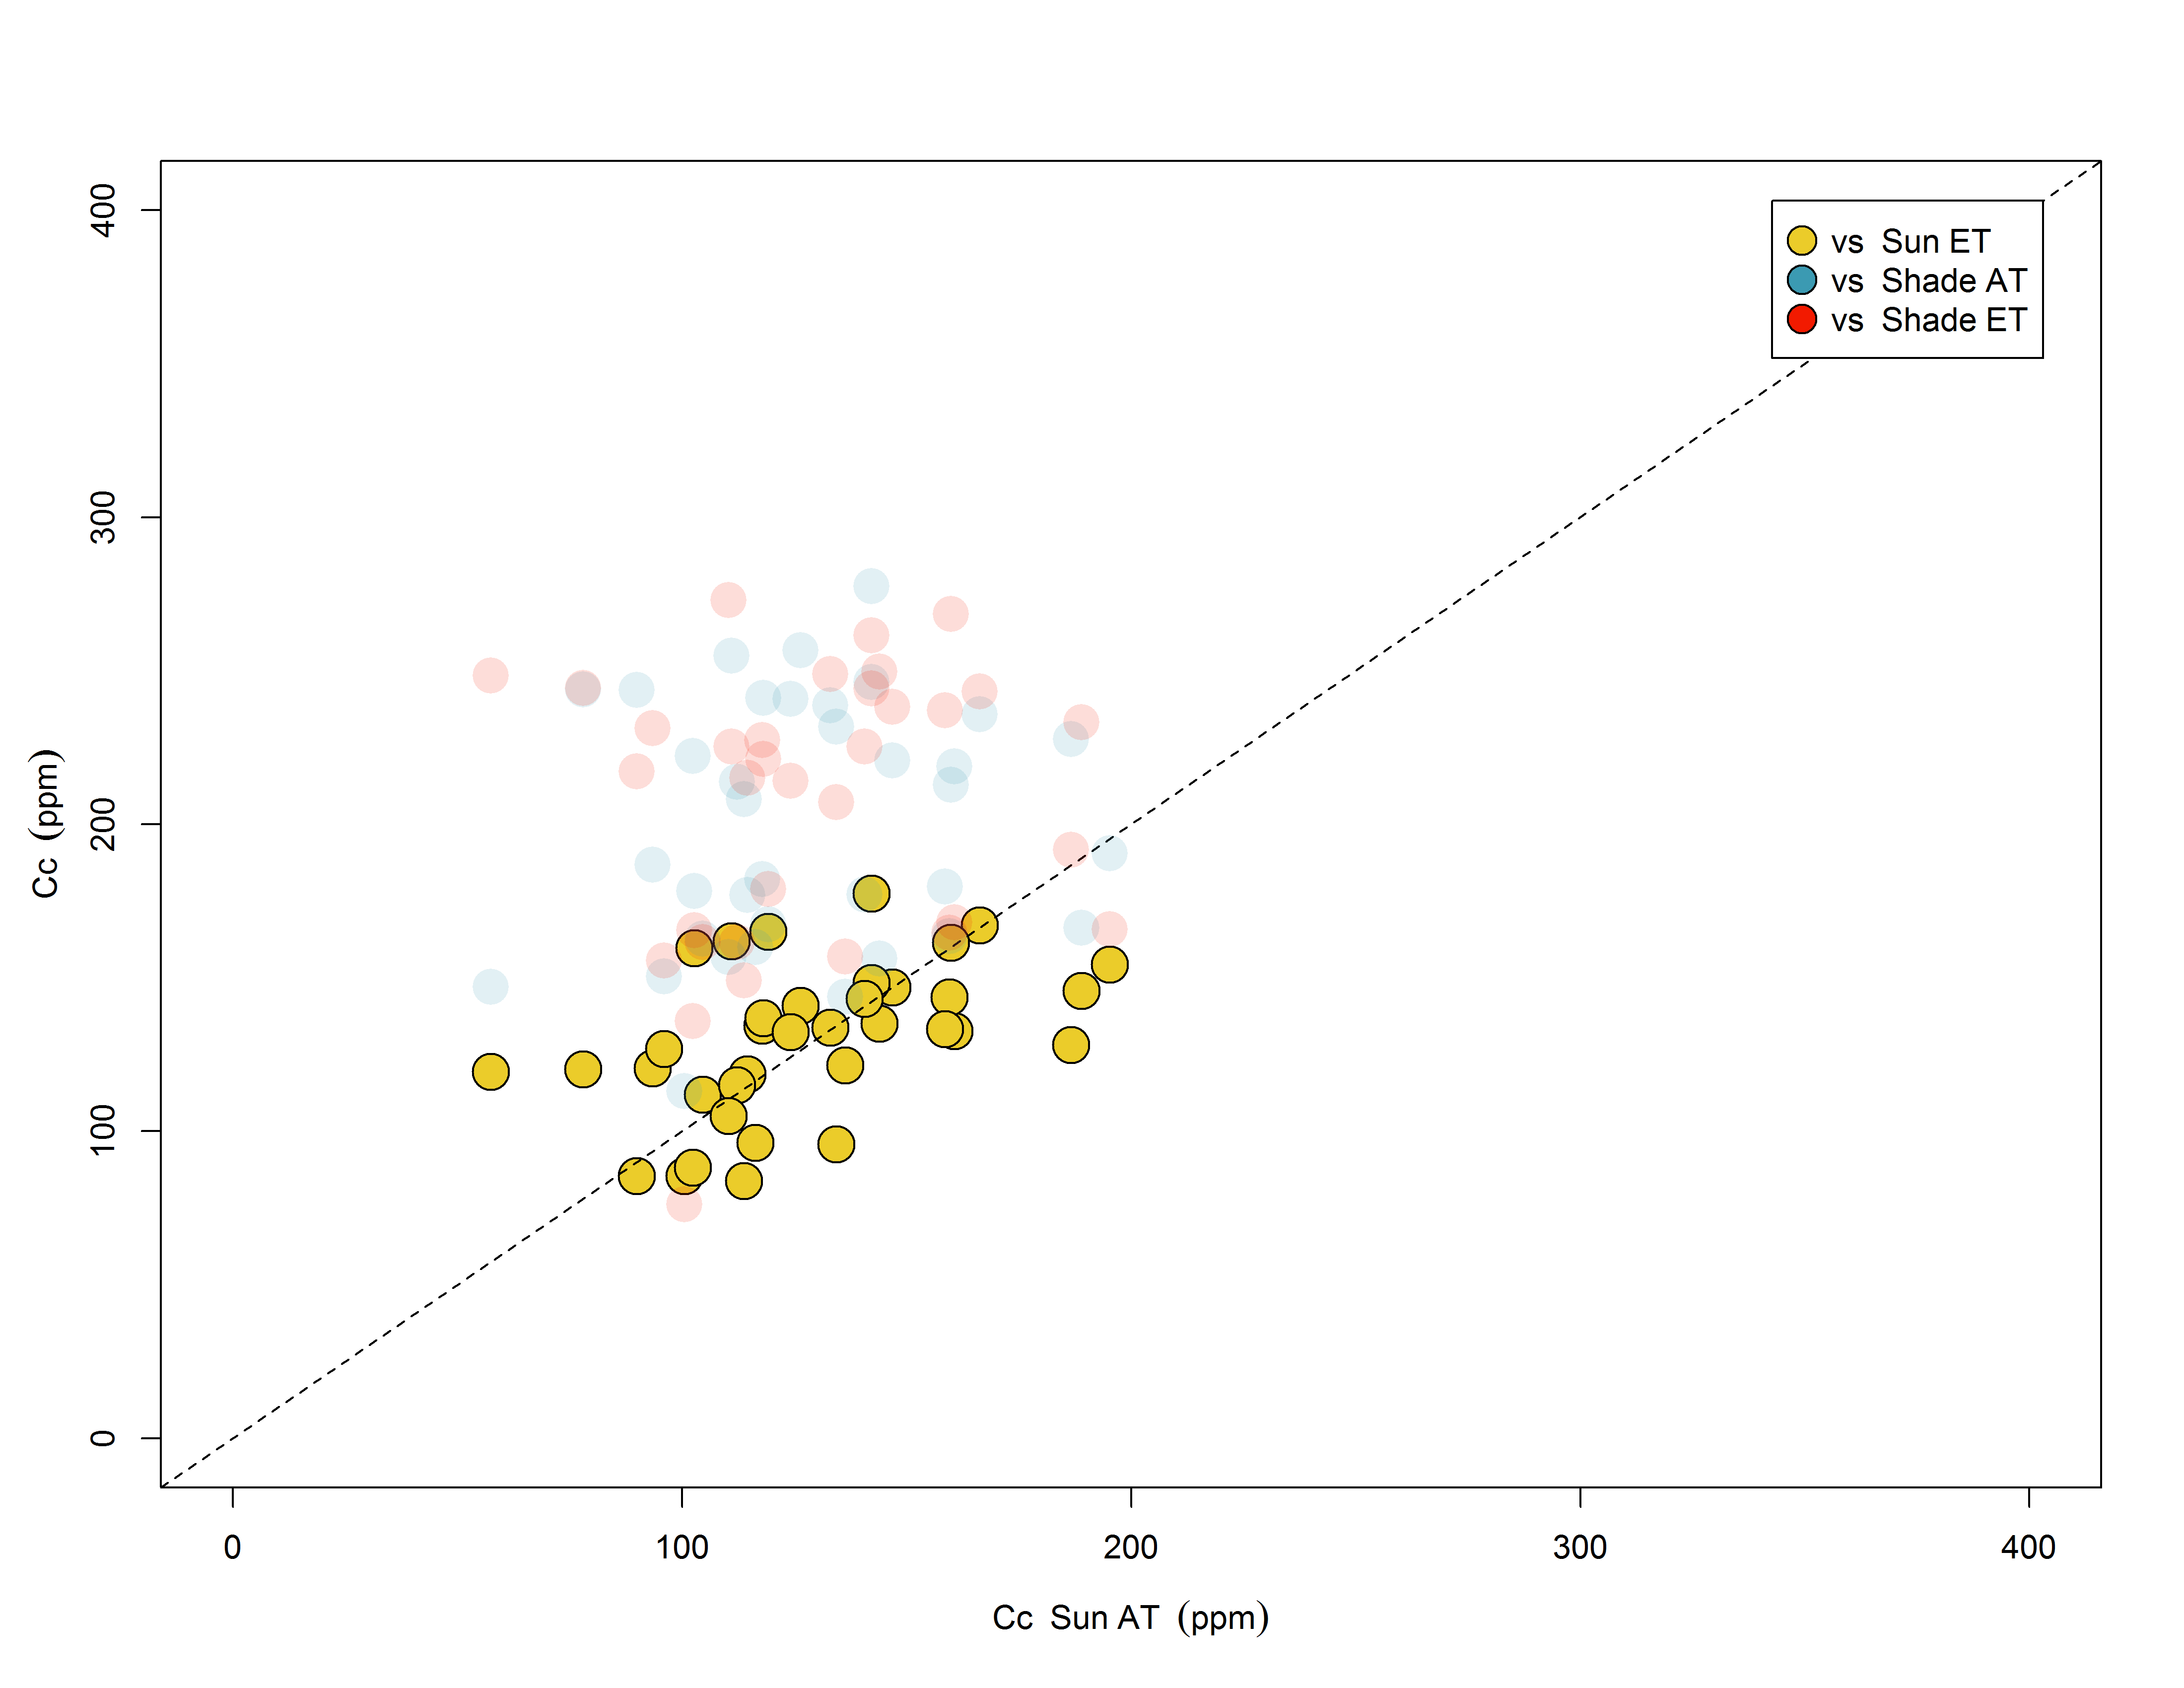 400
300
200
100
0
Cc (ppm)
vs Sun ET
vs Shade AT
vs Shade ET
0 100 200 300 400
Cc Sun AT (ppm)